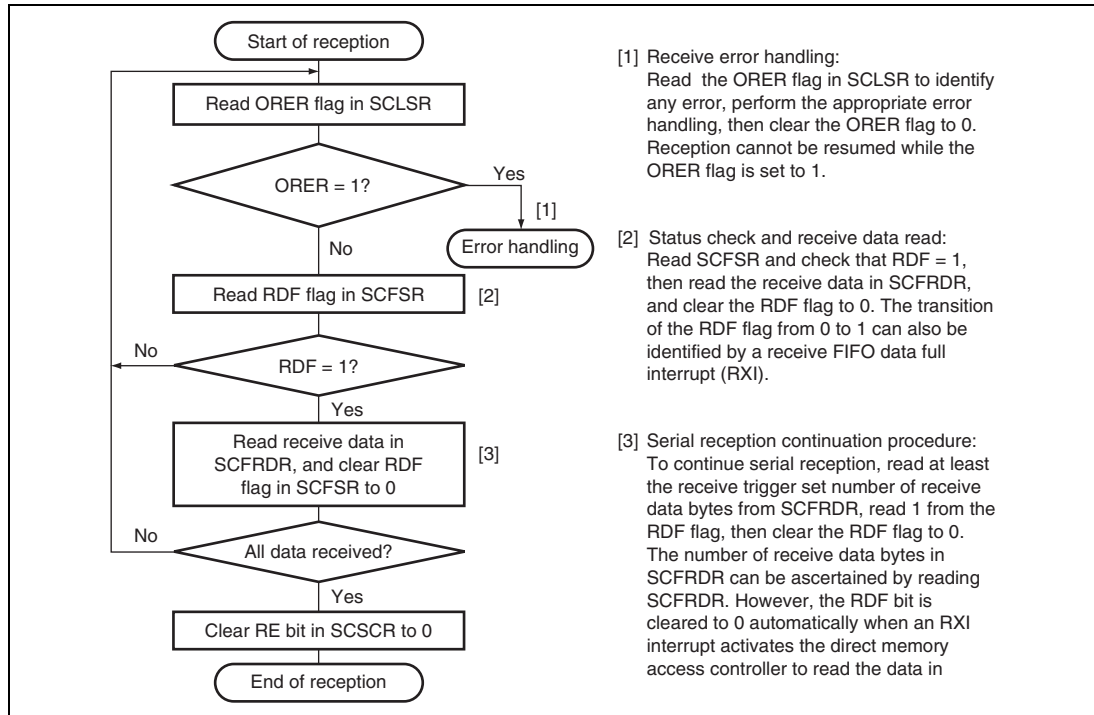 Start of reception
Read ORER flag in SCLSR
ORER = 1?
Yes
[1]
Error handling
No
Read RDF flag in SCFSR
[2]
No
RDF = 1?
Yes
Read receive data in
SCFRDR, and clear RDF
flag in SCFSR to 0
[3]
No
All data received?
Yes
Clear RE bit in SCSCR to 0
End of reception
[1] Receive error handling:
Read the ORER flag in SCLSR to identify
any error, perform the appropriate error
handling, then clear the ORER flag to 0.
Reception cannot be resumed while the
ORER flag is set to 1.
[2] Status check and receive data read:
Read SCFSR and check that RDF = 1,
then read the receive data in SCFRDR,
and clear the RDF flag to 0. The transition
of the RDF flag from 0 to 1 can also be
identified by a receive FIFO data full
interrupt (RXI).
[3] Serial reception continuation procedure:
To continue serial reception, read at least
the receive trigger set number of receive
data bytes from SCFRDR, read 1 from the
RDF flag, then clear the RDF flag to 0.
The number of receive data bytes in
SCFRDR can be ascertained by reading
SCFRDR. However, the RDF bit is
cleared to 0 automatically when an RXI
interrupt activates the direct memory
access controller to read the data in